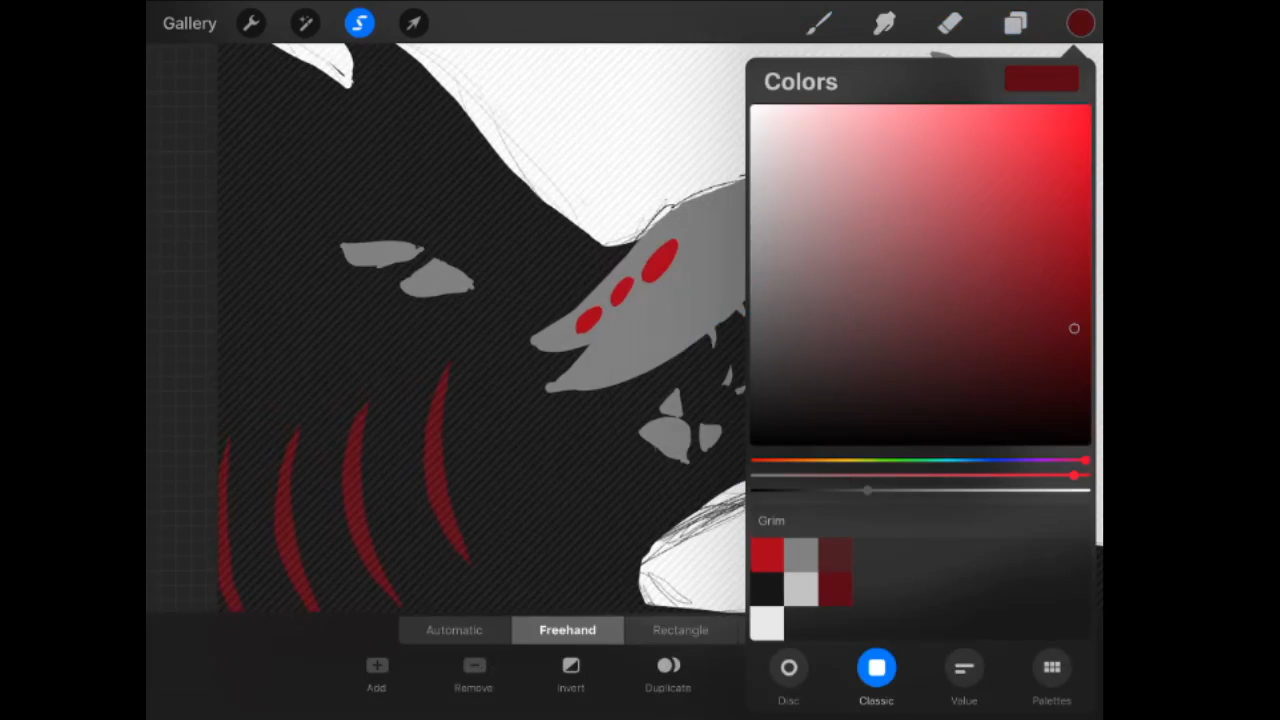 Gallery
Colors
Grim
Automatic Freehand Rectangle
Add Remove Invert Duplicate
Disc Classic Value Palettes